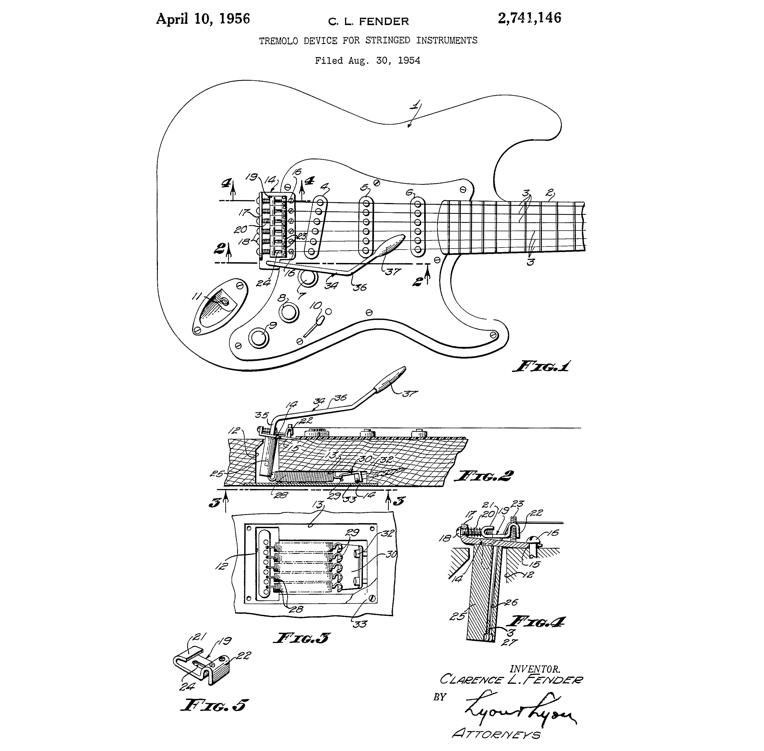 April 10, 1956
C. L. FENDER
2,741,146
TREMOLO DEVICE FOR STRINGED INSTRUMENTS
Filed Aug. 30, 1954
1
16
19 14
4 4
4 5 6 3 2
17
20
18 23
2
24 16 34 36 37 2 3
7
11 8 10
9
FIG.1
37
34 36
35 14 22
12 15 13 30 32
25
28 29 33 14
FIG.2
3 3
13
29 32
12 30
28 33
FIG.3
21 23
17 20 19 22
18 16
15
14 12
25 26
3
27
FIG.4
21 19
22
24
FIG.5
INVENTOR.
CLARENCE L. FENDER
BY
Lyon & Lyon
ATTORNEYS